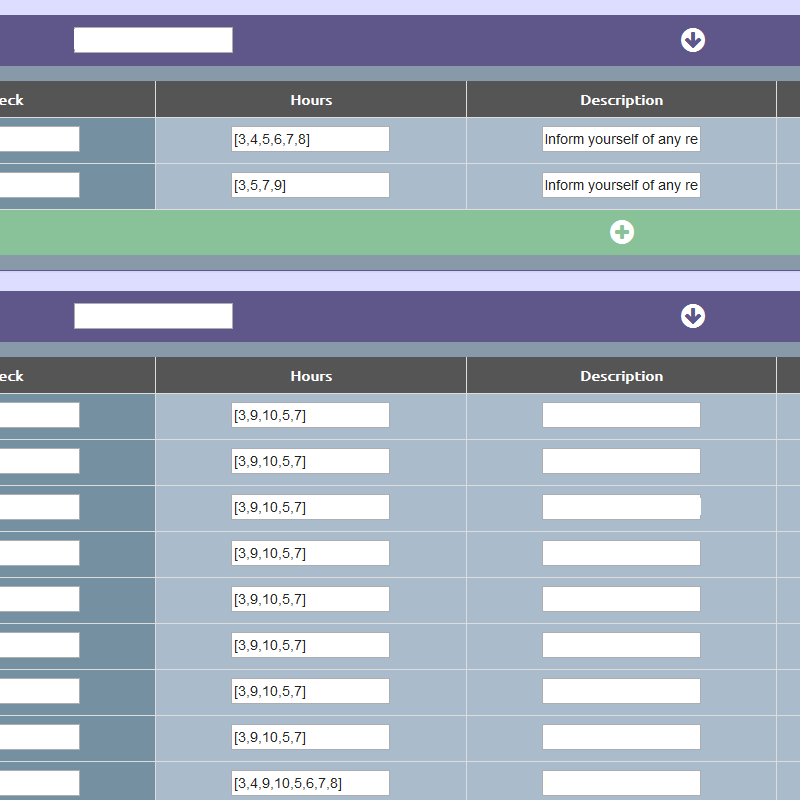 eck Hours Description
[3,4,5,6,7,8] Inform yourself of any re
[3,5,7,9] Inform yourself of any re
eck Hours Description
[3,9,10,5,7]
[3,9,10,5,7]
[3,9,10,5,7]
[3,9,10,5,7]
[3,9,10,5,7]
[3,9,10,5,7]
[3,9,10,5,7]
[3,9,10,5,7]
[3,4,9,10,5,6,7,8]